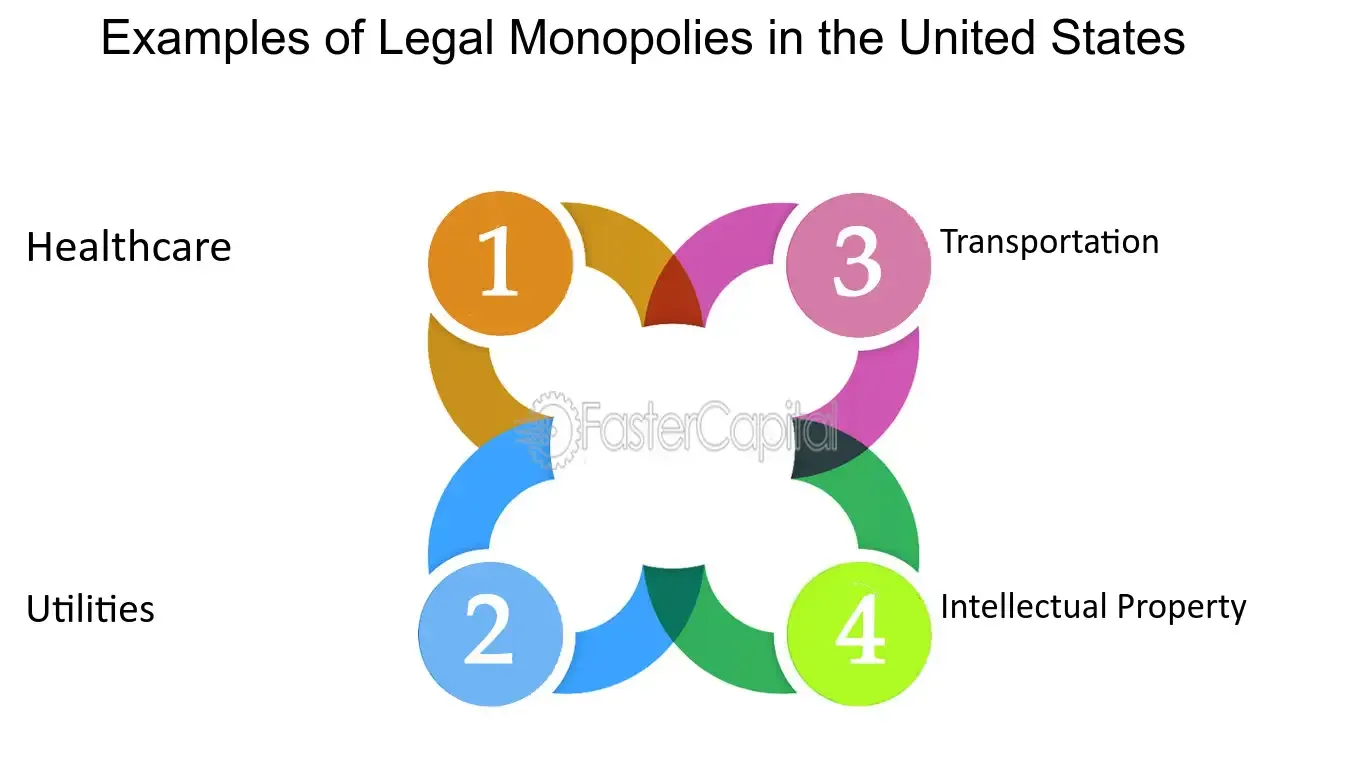 Examples of Legal Monopolies in the United States
Healthcare
1
3
Transportation
FasterCapital
Utilities
2
4
Intellectual Property